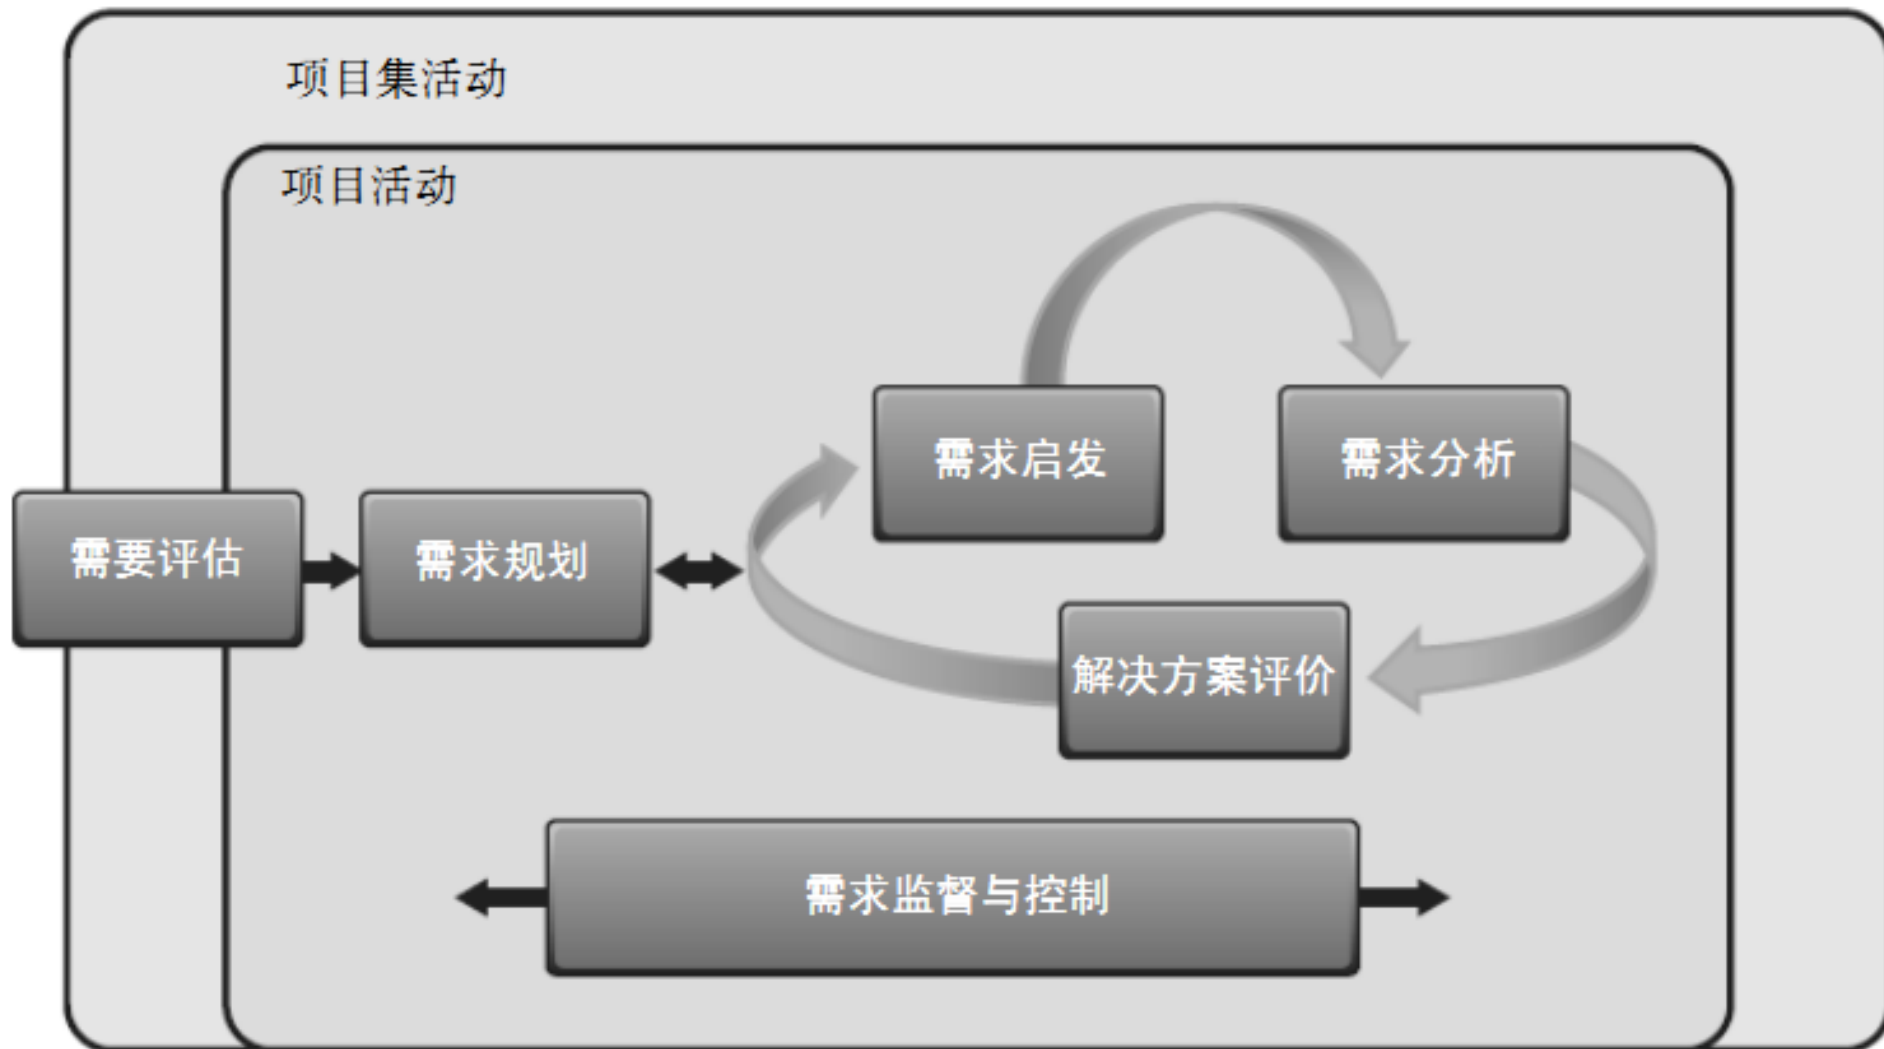 项目集活动
项目活动
需求启发
需求分析
需要评估
需求规划
解决方案评价
需求监督与控制